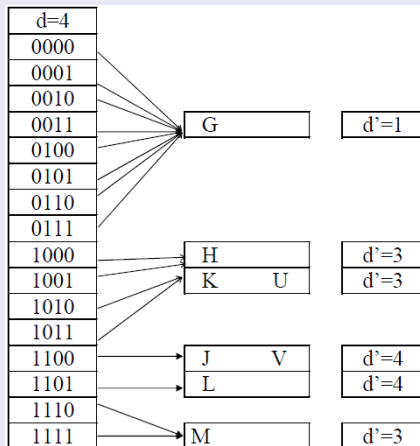 d=4
0000
0001
0010
0011 G d'=1
0100
0101
0110
0111
1000 H d'=3
1001 K U d'=3
1010
1011
1100 J V d'=4
1101 L d'=4
1110
1111 M d'=3